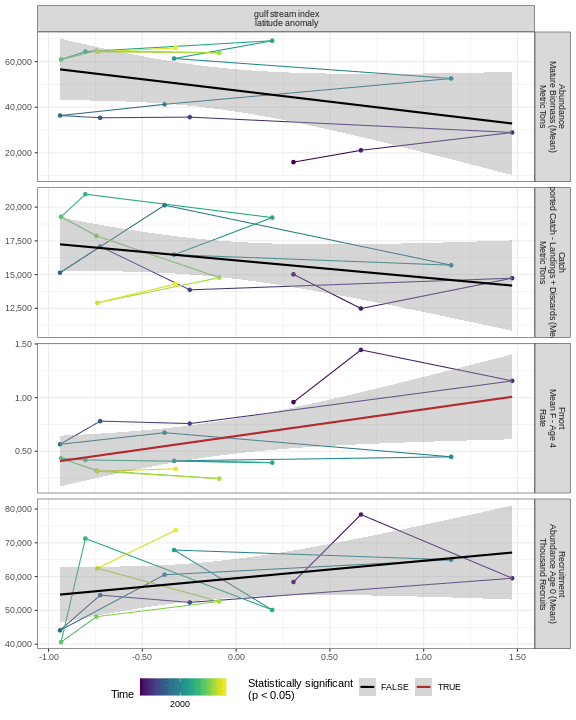 gulf stream index
latitude anomaly
60,000
40,000
20,000
Abundance
Mature Biomass (Mean)
Metric Tons
20,000
17,500
15,000
12,500
Catch
Catch - Landings + Discards
Metric Tons
1.50
1.00
0.50
Fmort
Mean F - Age 4
Rate
80,000
70,000
60,000
50,000
40,000
Recruitment
Abundance Age 0 (Mean)
Thousand Recruits
-1.00 -0.50 0.00 0.50 1.00 1.50
Time
2000
Statistically significant
(p < 0.05)
FALSE
TRUE